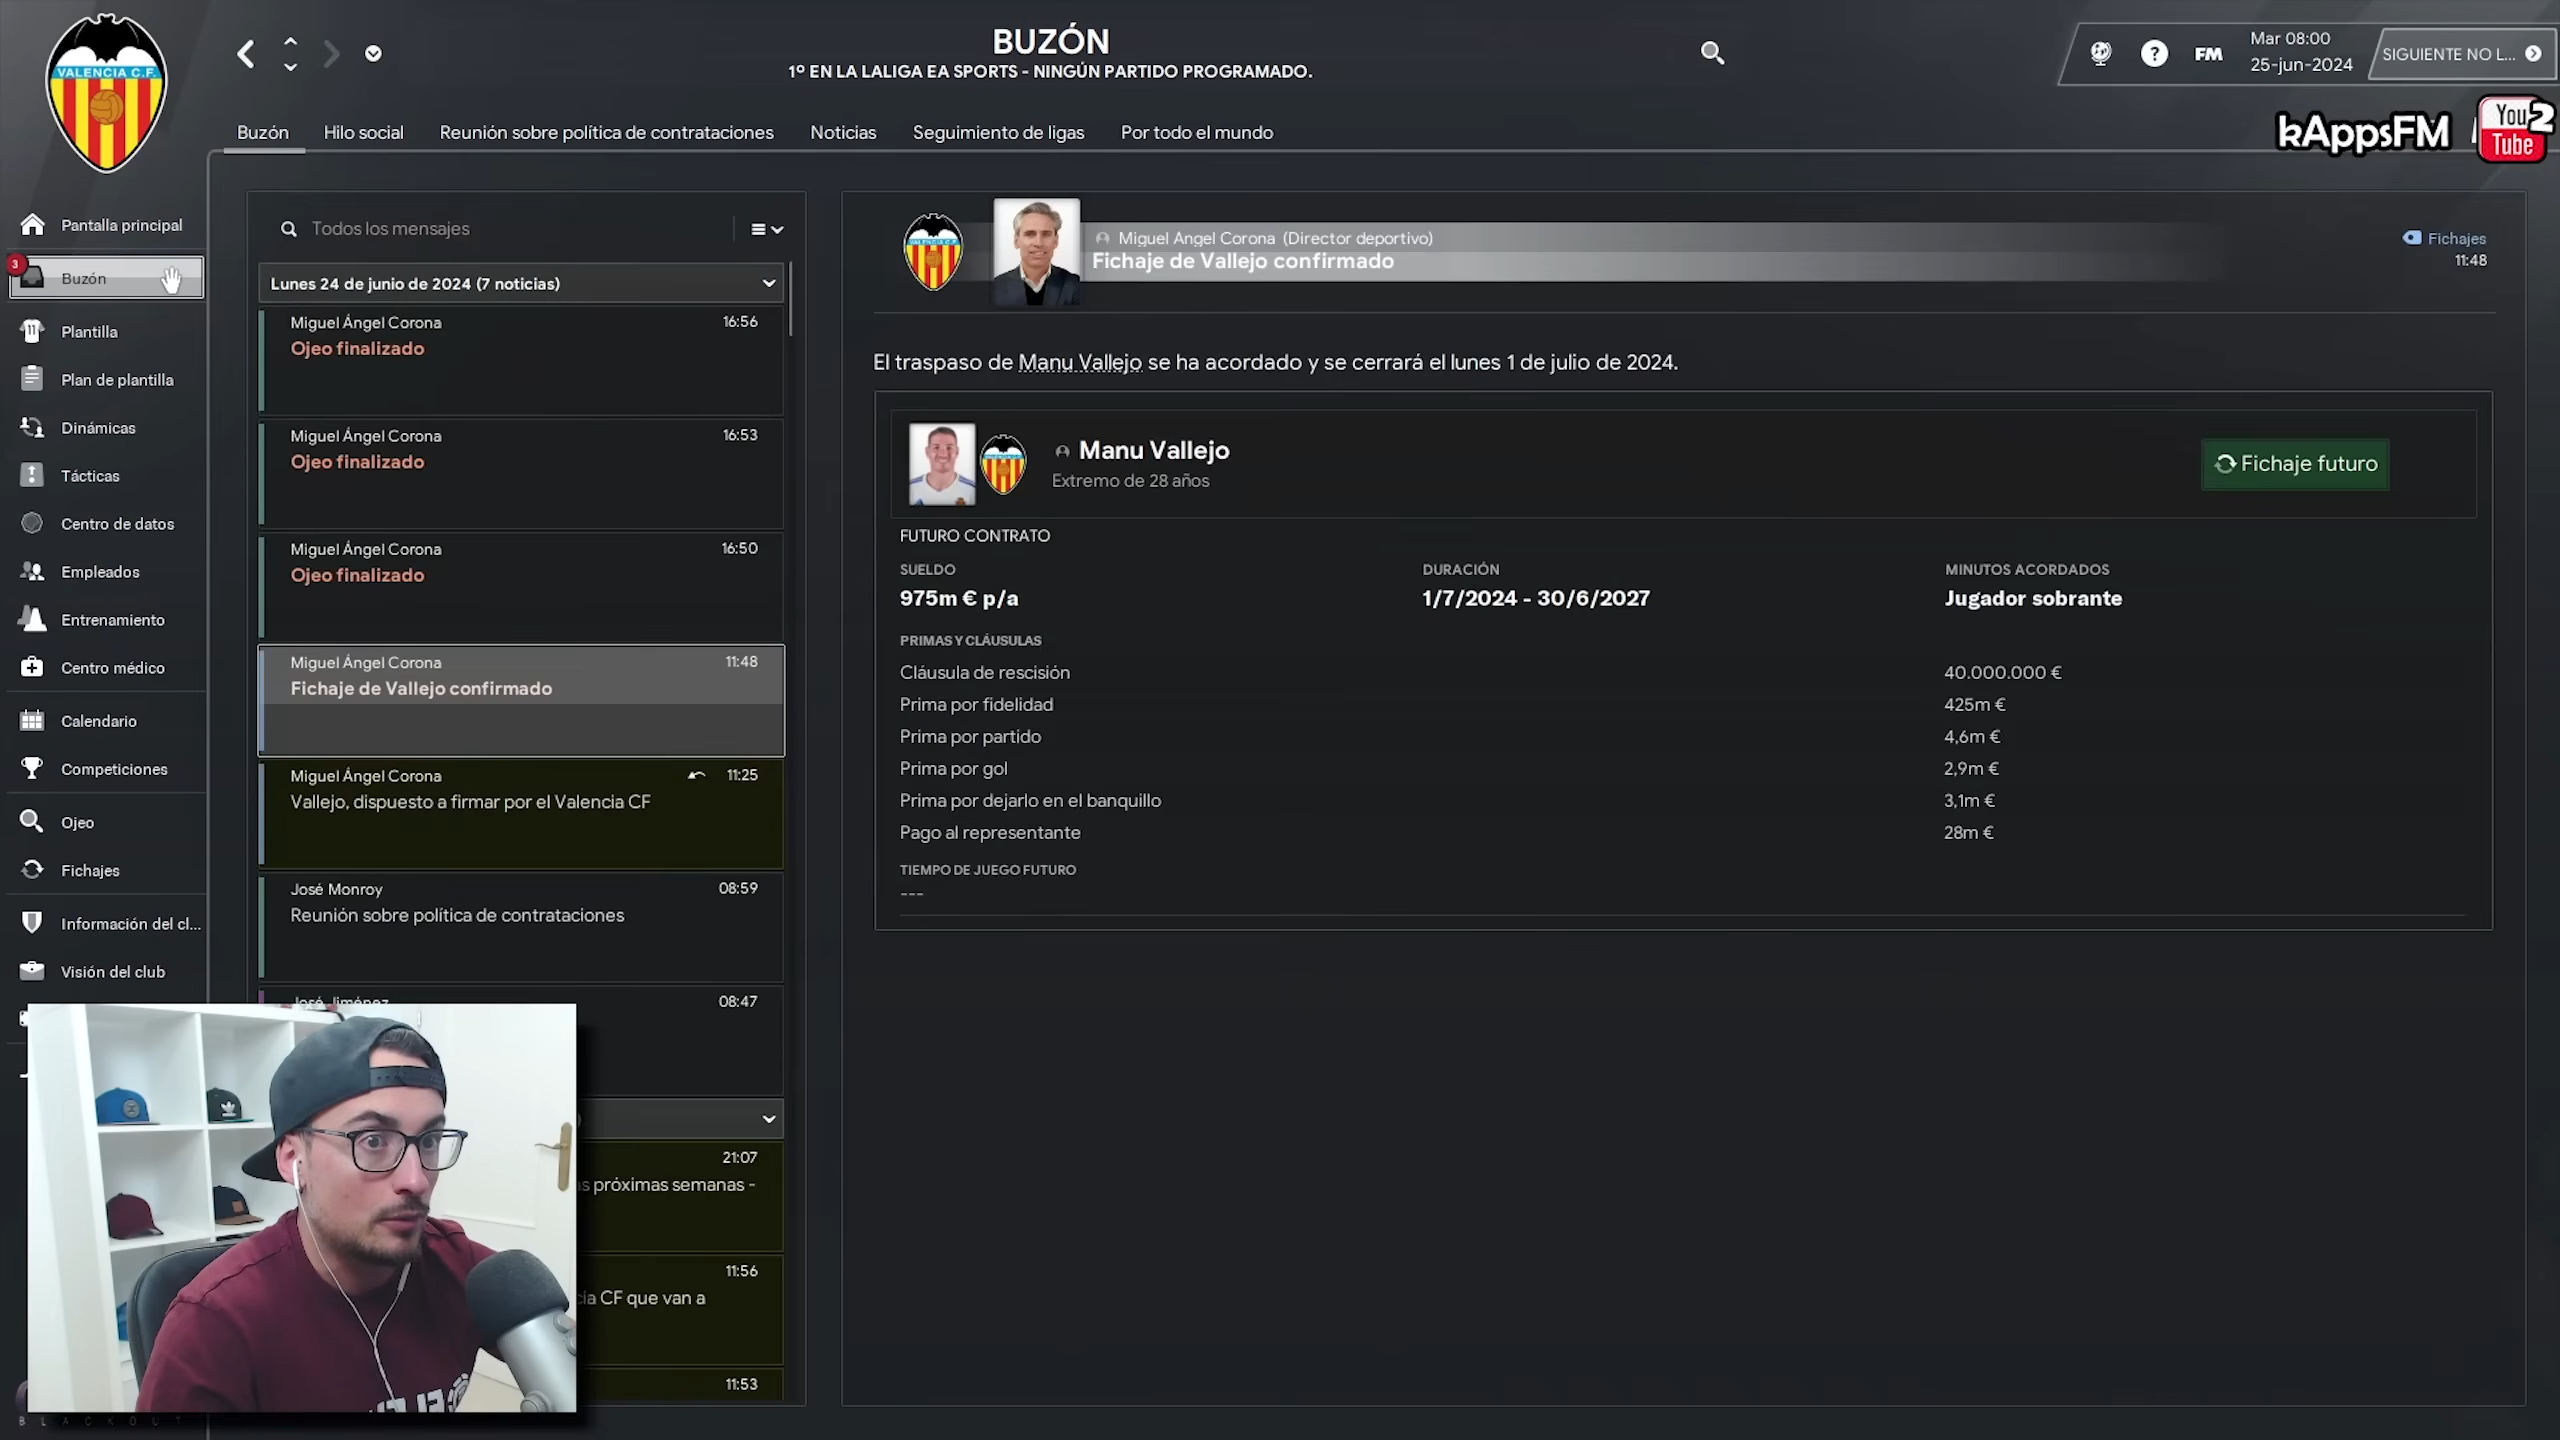 VALENCIA C.F.
BUZÓN
1º EN LA LALIGA EA SPORTS - NINGÚN PARTIDO PROGRAMADO.
FM
Mar 08:00
25-jun-2024
SIGUIENTE NO L...
kAppsFM
You2
Tube
Buzón
Hilo social
Reunión sobre política de contrataciones
Noticias
Seguimiento de ligas
Por todo el mundo
Pantalla principal
3
Buzón
Plantilla
Plan de plantilla
Dinámicas
Tácticas
Centro de datos
Empleados
Entrenamiento
Centro médico
Calendario
Competiciones
Ojeo
Fichajes
Información del cl...
Visión del club
Todos los mensajes
Lunes 24 de junio de 2024 (7 noticias)
Miguel Ángel Corona 16:56
Ojeo finalizado
Miguel Ángel Corona 16:53
Ojeo finalizado
Miguel Ángel Corona 16:50
Ojeo finalizado
Miguel Ángel Corona 11:48
Fichaje de Vallejo confirmado
Miguel Ángel Corona 11:25
Vallejo, dispuesto a firmar por el Valencia CF
José Monroy 08:59
Reunión sobre política de contrataciones
José Jiménez 08:47
21:07
próximas semanas -
11:56
CF que van a
11:53
Miguel Ángel Corona (Director deportivo)
Fichaje de Vallejo confirmado
Fichajes
11:48
El traspaso de Manu Vallejo se ha acordado y se cerrará el lunes 1 de julio de 2024.
Manu Vallejo
Extremo de 28 años
Fichaje futuro
FUTURO CONTRATO
SUELDO DURACIÓN MINUTOS ACORDADOS
975m € p/a 1/7/2024 - 30/6/2027 Jugador sobrante
PRIMAS Y CLÁUSULAS
Cláusula de rescisión 40.000.000 €
Prima por fidelidad 425m €
Prima por partido 4,6m €
Prima por gol 2,9m €
Prima por dejarlo en el banquillo 3,1m €
Pago al representante 28m €
TIEMPO DE JUEGO FUTURO
---
BLACKOUT